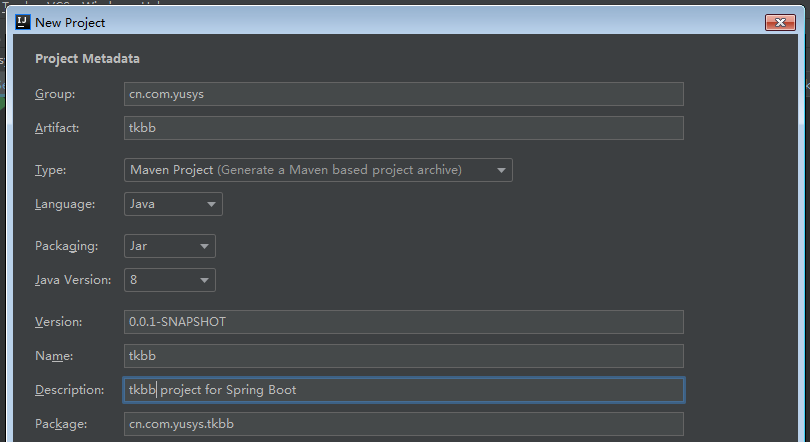 New Project
Project Metadata
Group: cn.com.yusys
Artifact: tkbb
Type: Maven Project (Generate a Maven based project archive)
Language: Java
Packaging: Jar
Java Version: 8
Version: 0.0.1-SNAPSHOT
Name: tkbb
Description: tkbb project for Spring Boot
Package: cn.com.yusys.tkbb